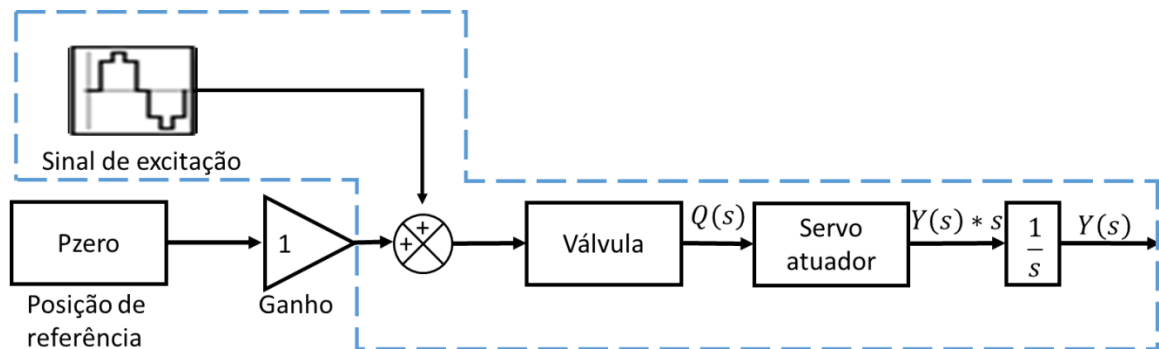 Sinal de excitação
Pzero
1
Válvula
Q(s)
Servo
atuador
Y(s) * s
1
s
Y(s)
+
+
Posição de
referência
Ganho